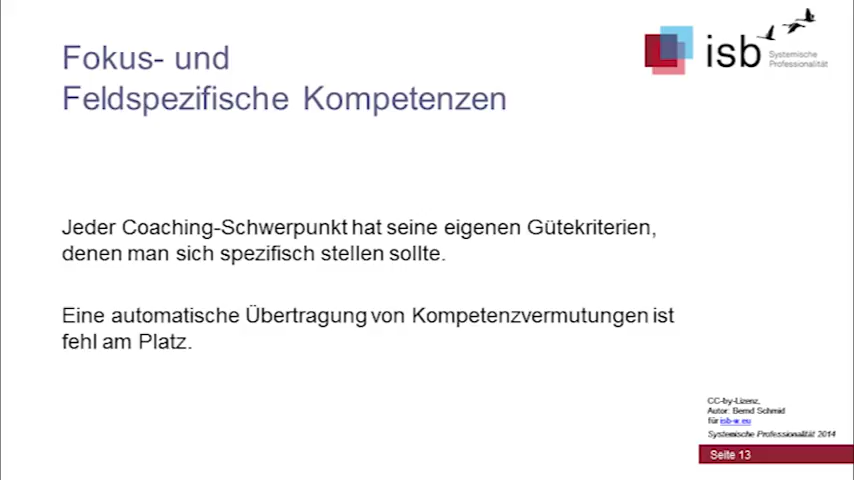 Fokus- und
Feldspezifische Kompetenzen
isb
Systemische
Professionalität
Jeder Coaching-Schwerpunkt hat seine eigenen Gütekriterien,
denen man sich spezifisch stellen sollte.
Eine automatische Übertragung von Kompetenzvermutungen ist
fehl am Platz.
CC-by-Lizenz,
Autor: Bernd Schmid
für isb-w.eu
Systemische Professionalität 2014
Seite 13